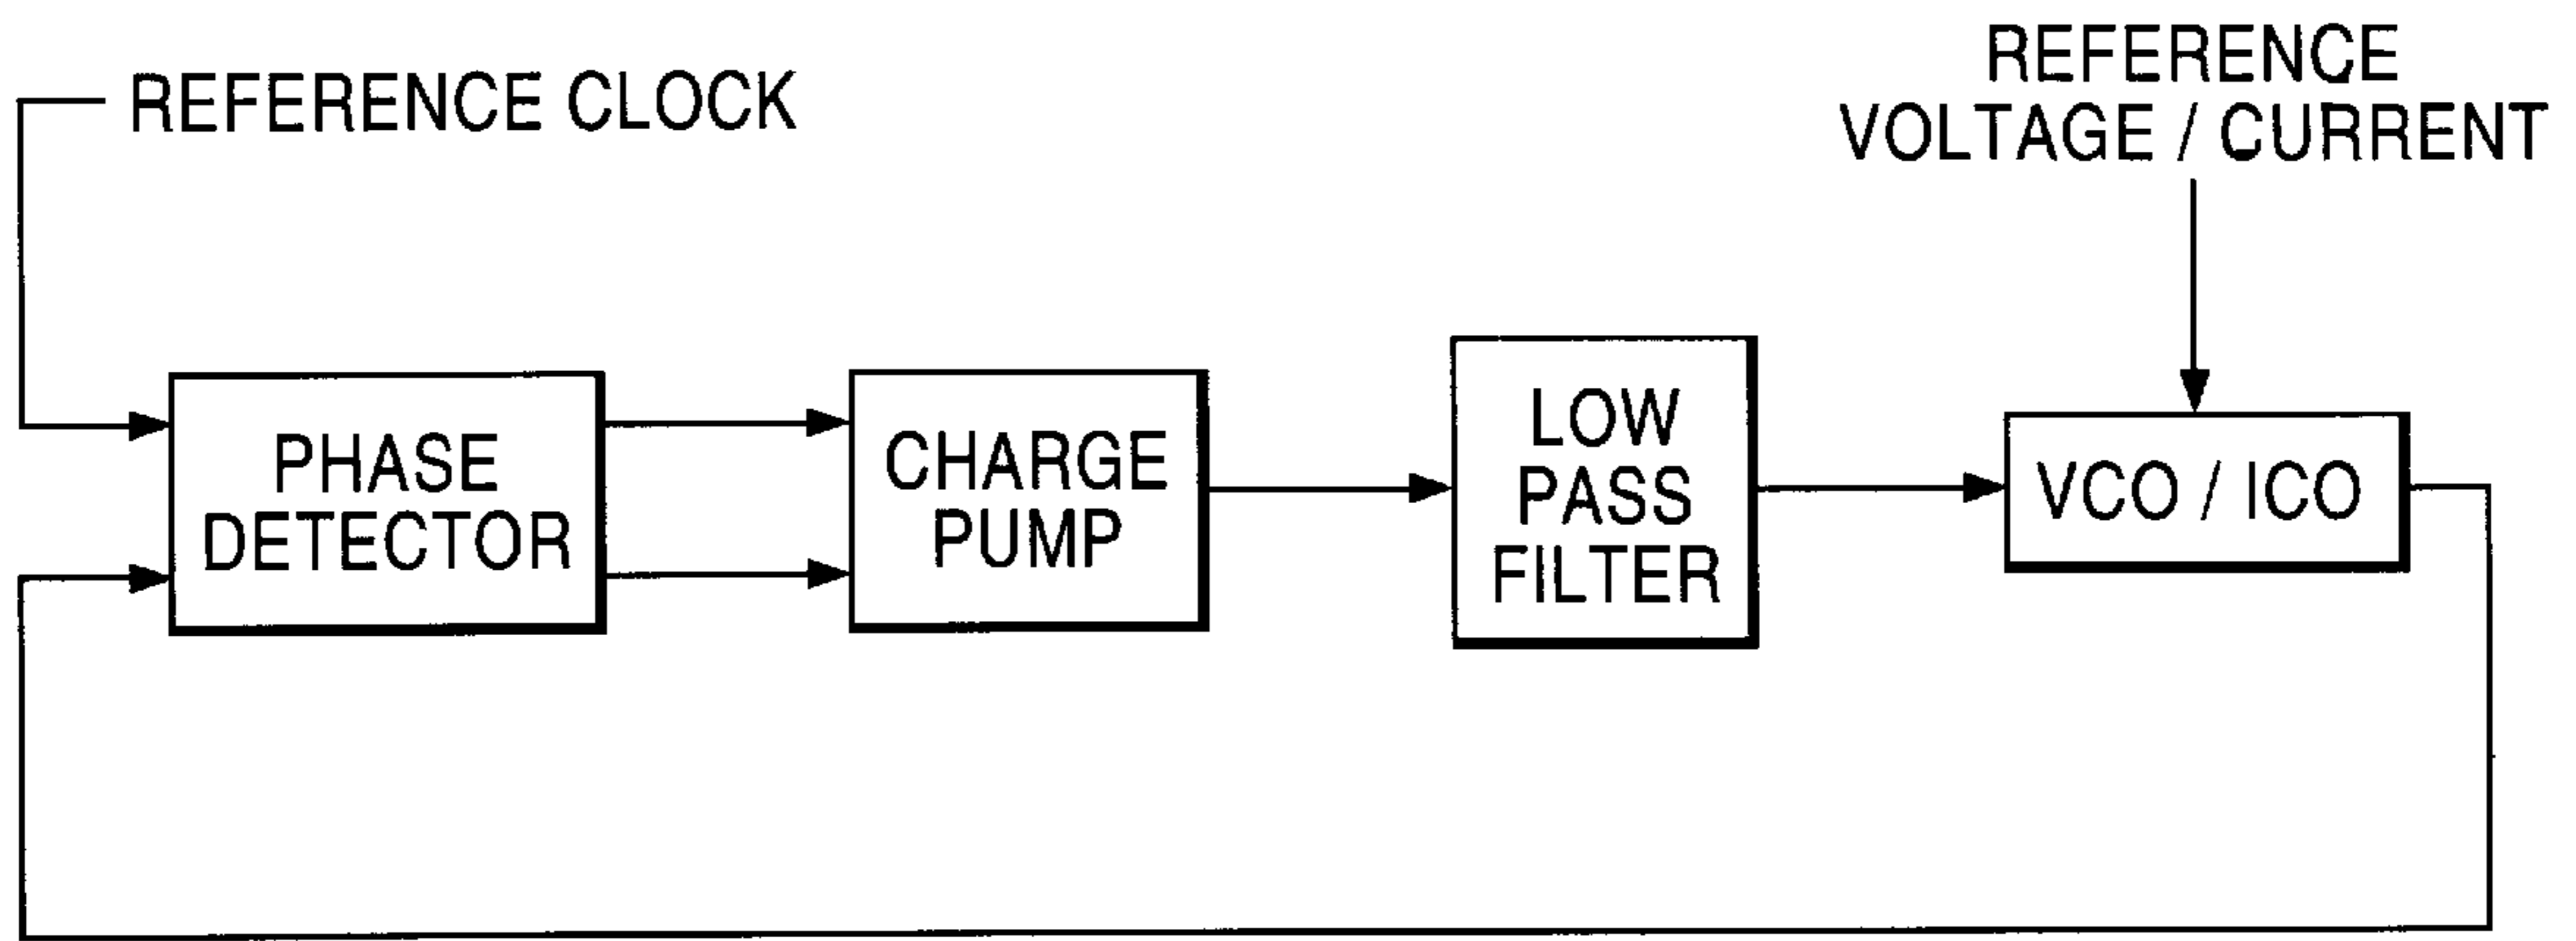 REFERENCE CLOCK
REFERENCE
VOLTAGE / CURRENT
PHASE
DETECTOR
CHARGE
PUMP
LOW
PASS
FILTER
VCO / ICO